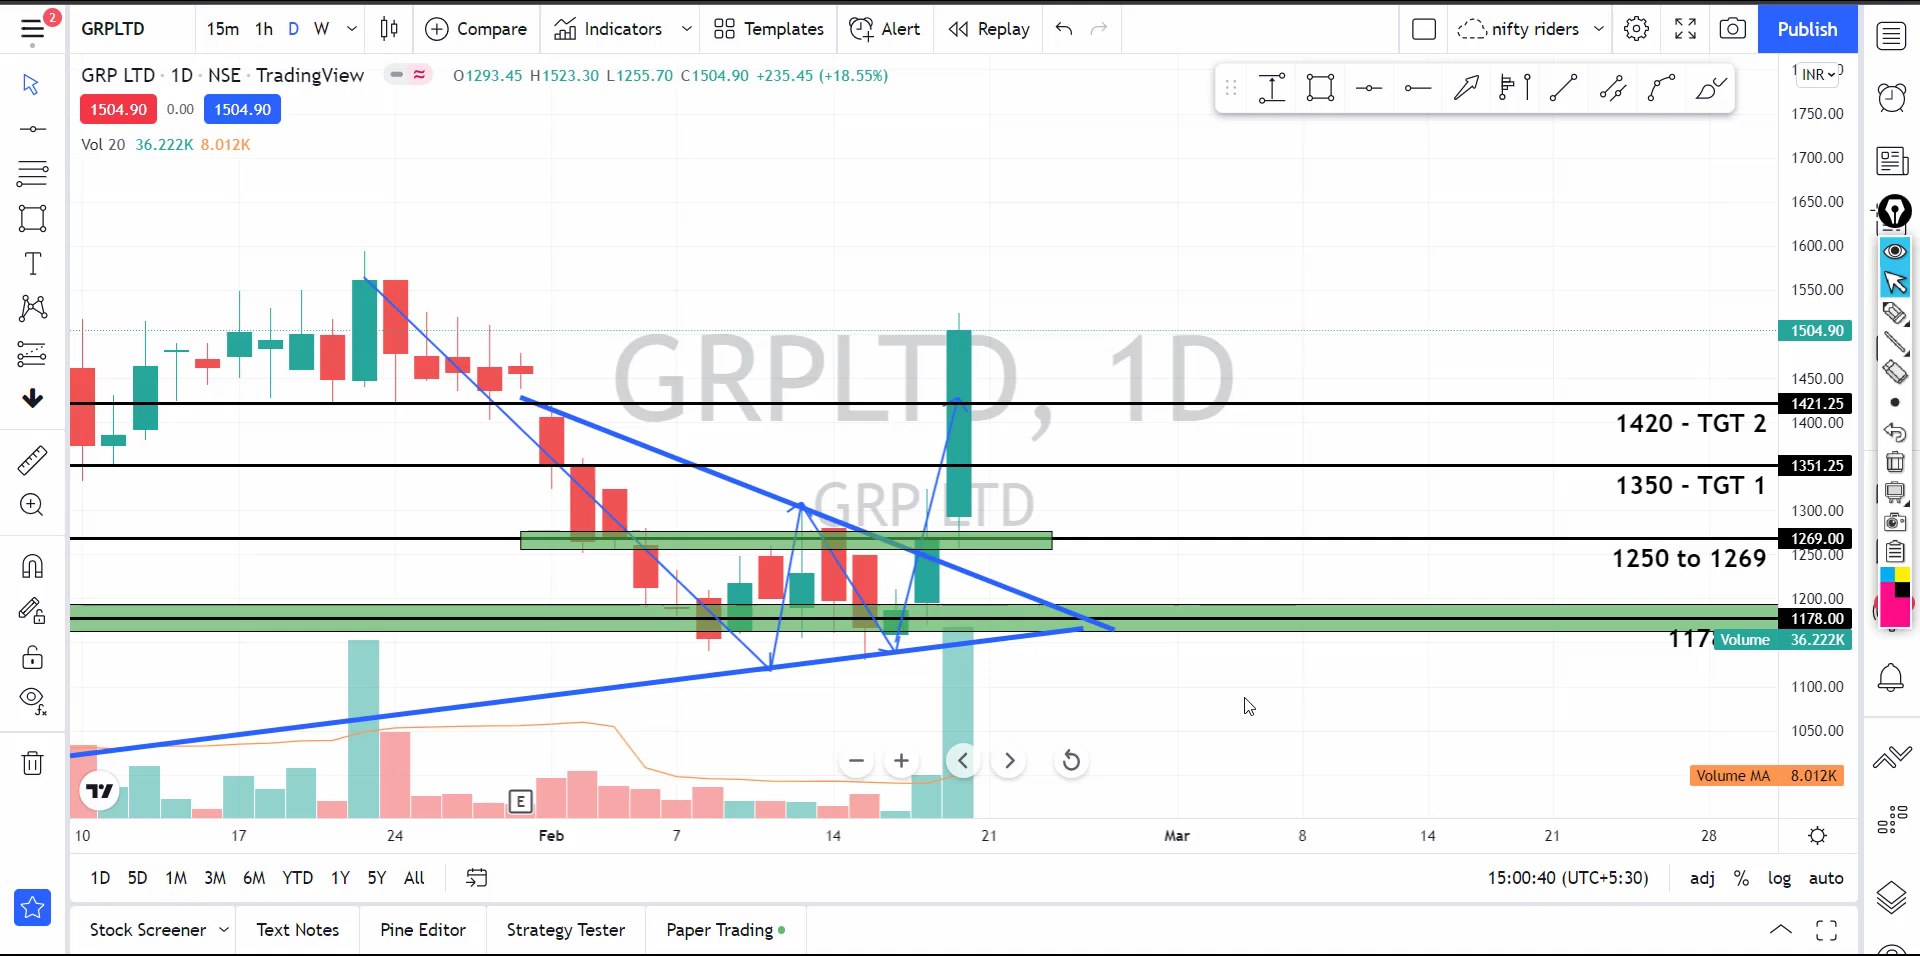 2
GRPLTD 15m 1h D W Compare Indicators Templates Alert Replay nifty riders Publish
GRP LTD · 1D · NSE · TradingView O1293.45 H1523.30 L1255.70 C1504.90 +235.45 (+18.55%)
INR
1504.90 0.00 1504.90
Vol 20 36.222K 8.012K
1750.00
1700.00
1650.00
1600.00
1550.00
1504.90
GRPLTD, 1D
GRP LTD
1450.00
1421.25
1420 - TGT 2
1400.00
1351.25
1350 - TGT 1
1300.00
1269.00
1250 to 1269
1250.00
1200.00
1178.00
Volume 36.222K
1100.00
1050.00
Volume MA 8.012K
E
10 17 24 Feb 7 14 21 Mar 8 14 21 28
1D 5D 1M 3M 6M YTD 1Y 5Y All 15:00:40 (UTC+5:30) adj % log auto
Stock Screener Text Notes Pine Editor Strategy Tester Paper Trading